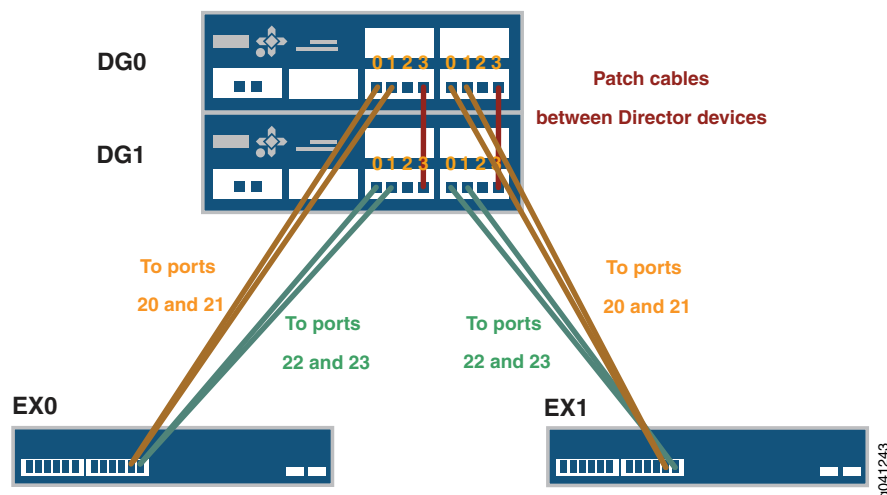 DG0
0 1 2 3
0 1 2 3
Patch cables
between Director devices
DG1
0 1 2 3
0 1 2 3
To ports
20 and 21
To ports
20 and 21
To ports
22 and 23
To ports
22 and 23
EX0
EX1